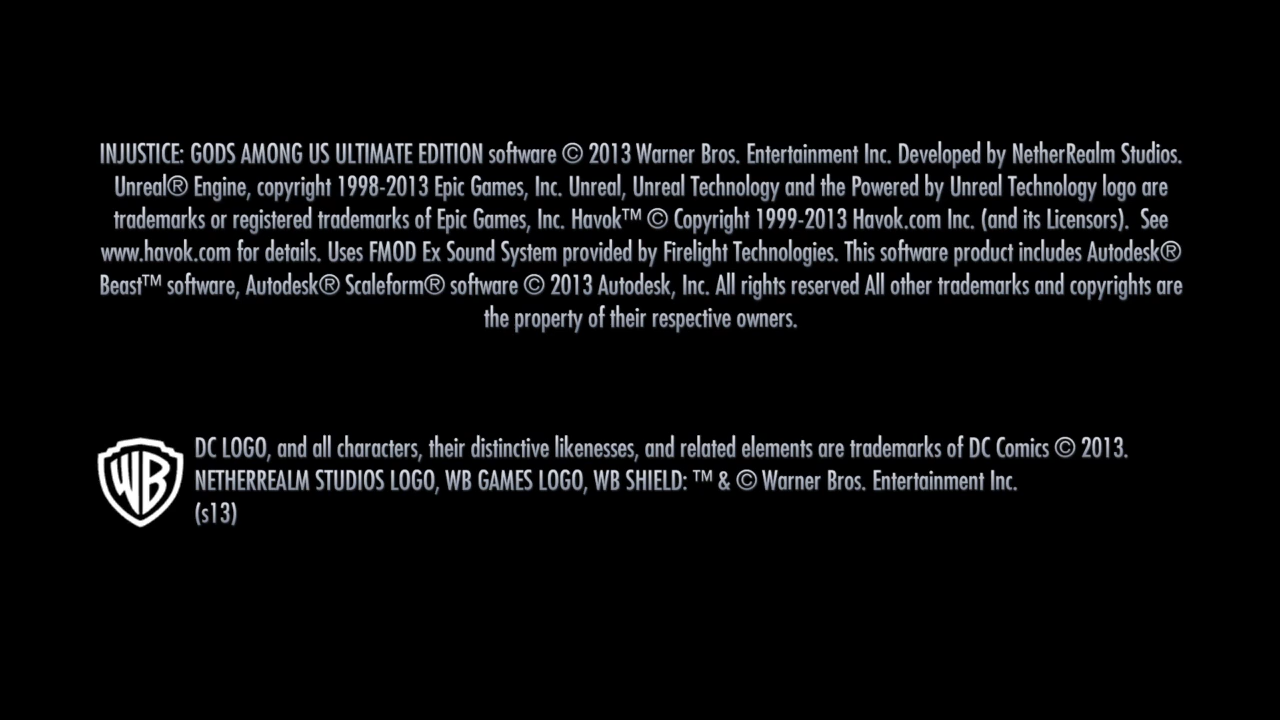 INJUSTICE: GODS AMONG US ULTIMATE EDITION software © 2013 Warner Bros. Entertainment Inc. Developed by NetherRealm Studios.
Unreal® Engine, copyright 1998-2013 Epic Games, Inc. Unreal, Unreal Technology and the Powered by Unreal Technology logo are
trademarks or registered trademarks of Epic Games, Inc. Havok™ © Copyright 1999-2013 Havok.com Inc. (and its Licensors). See
www.havok.com for details. Uses FMOD Ex Sound System provided by Firelight Technologies. This software product includes Autodesk®
Beast™ software, Autodesk® Scaleform® software © 2013 Autodesk, Inc. All rights reserved All other trademarks and copyrights are
the property of their respective owners.
WB
DC LOGO, and all characters, their distinctive likenesses, and related elements are trademarks of DC Comics © 2013.
NETHERREALM STUDIOS LOGO, WB GAMES LOGO, WB SHIELD: ™ & © Warner Bros. Entertainment Inc.
(s13)